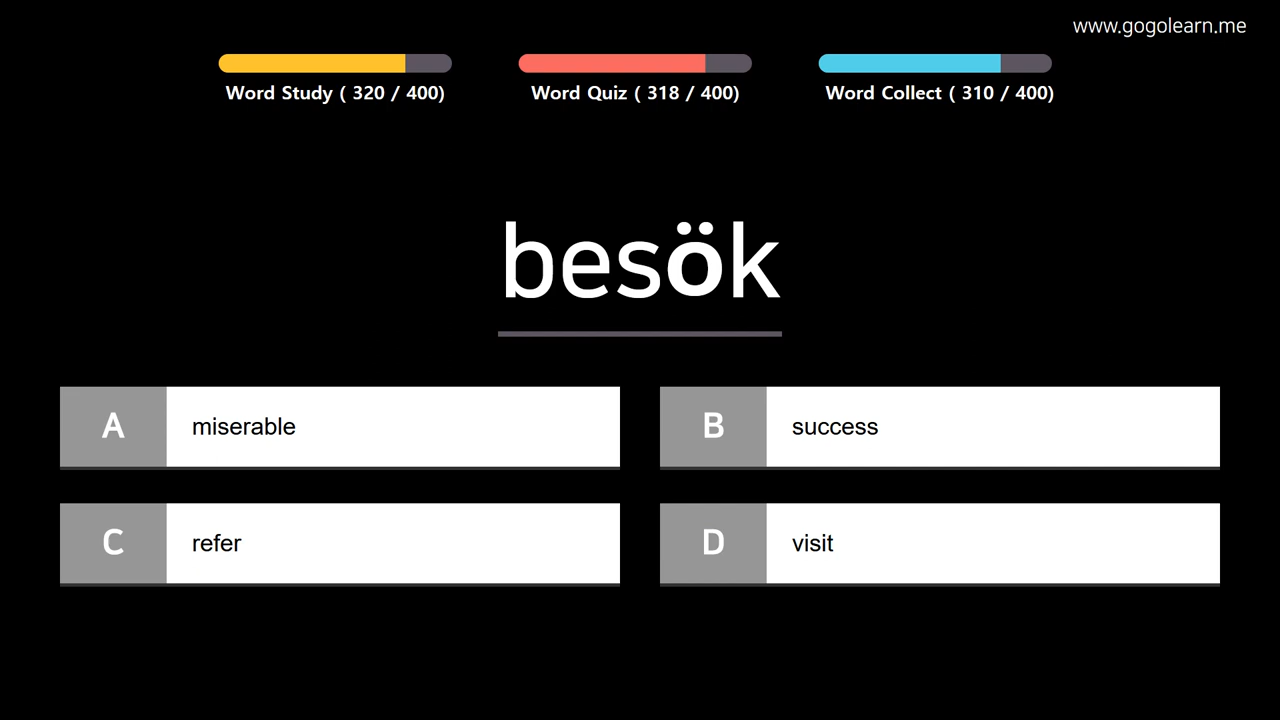 www.gogolearn.me
Word Study ( 320 / 400)
Word Quiz ( 318 / 400)
Word Collect ( 310 / 400)
besök
A miserable
B success
C refer
D visit